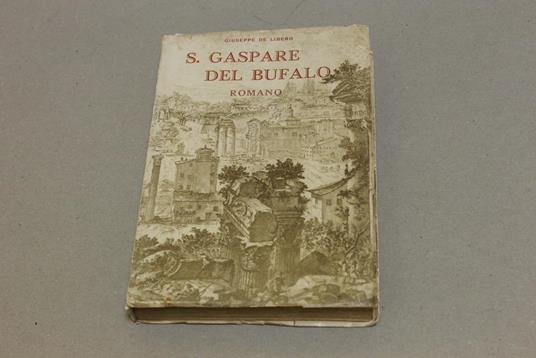 GIUSEPPE DE LIBERO
S. GASPARE
DEL BUFALO
ROMANO